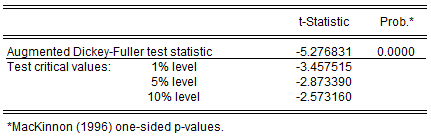 t-Statistic Prob.*
Augmented Dickey-Fuller test statistic -5.276831 0.0000
Test critical values: 1% level -3.457515
5% level -2.873390
10% level -2.573160
*MacKinnon (1996) one-sided p-values.